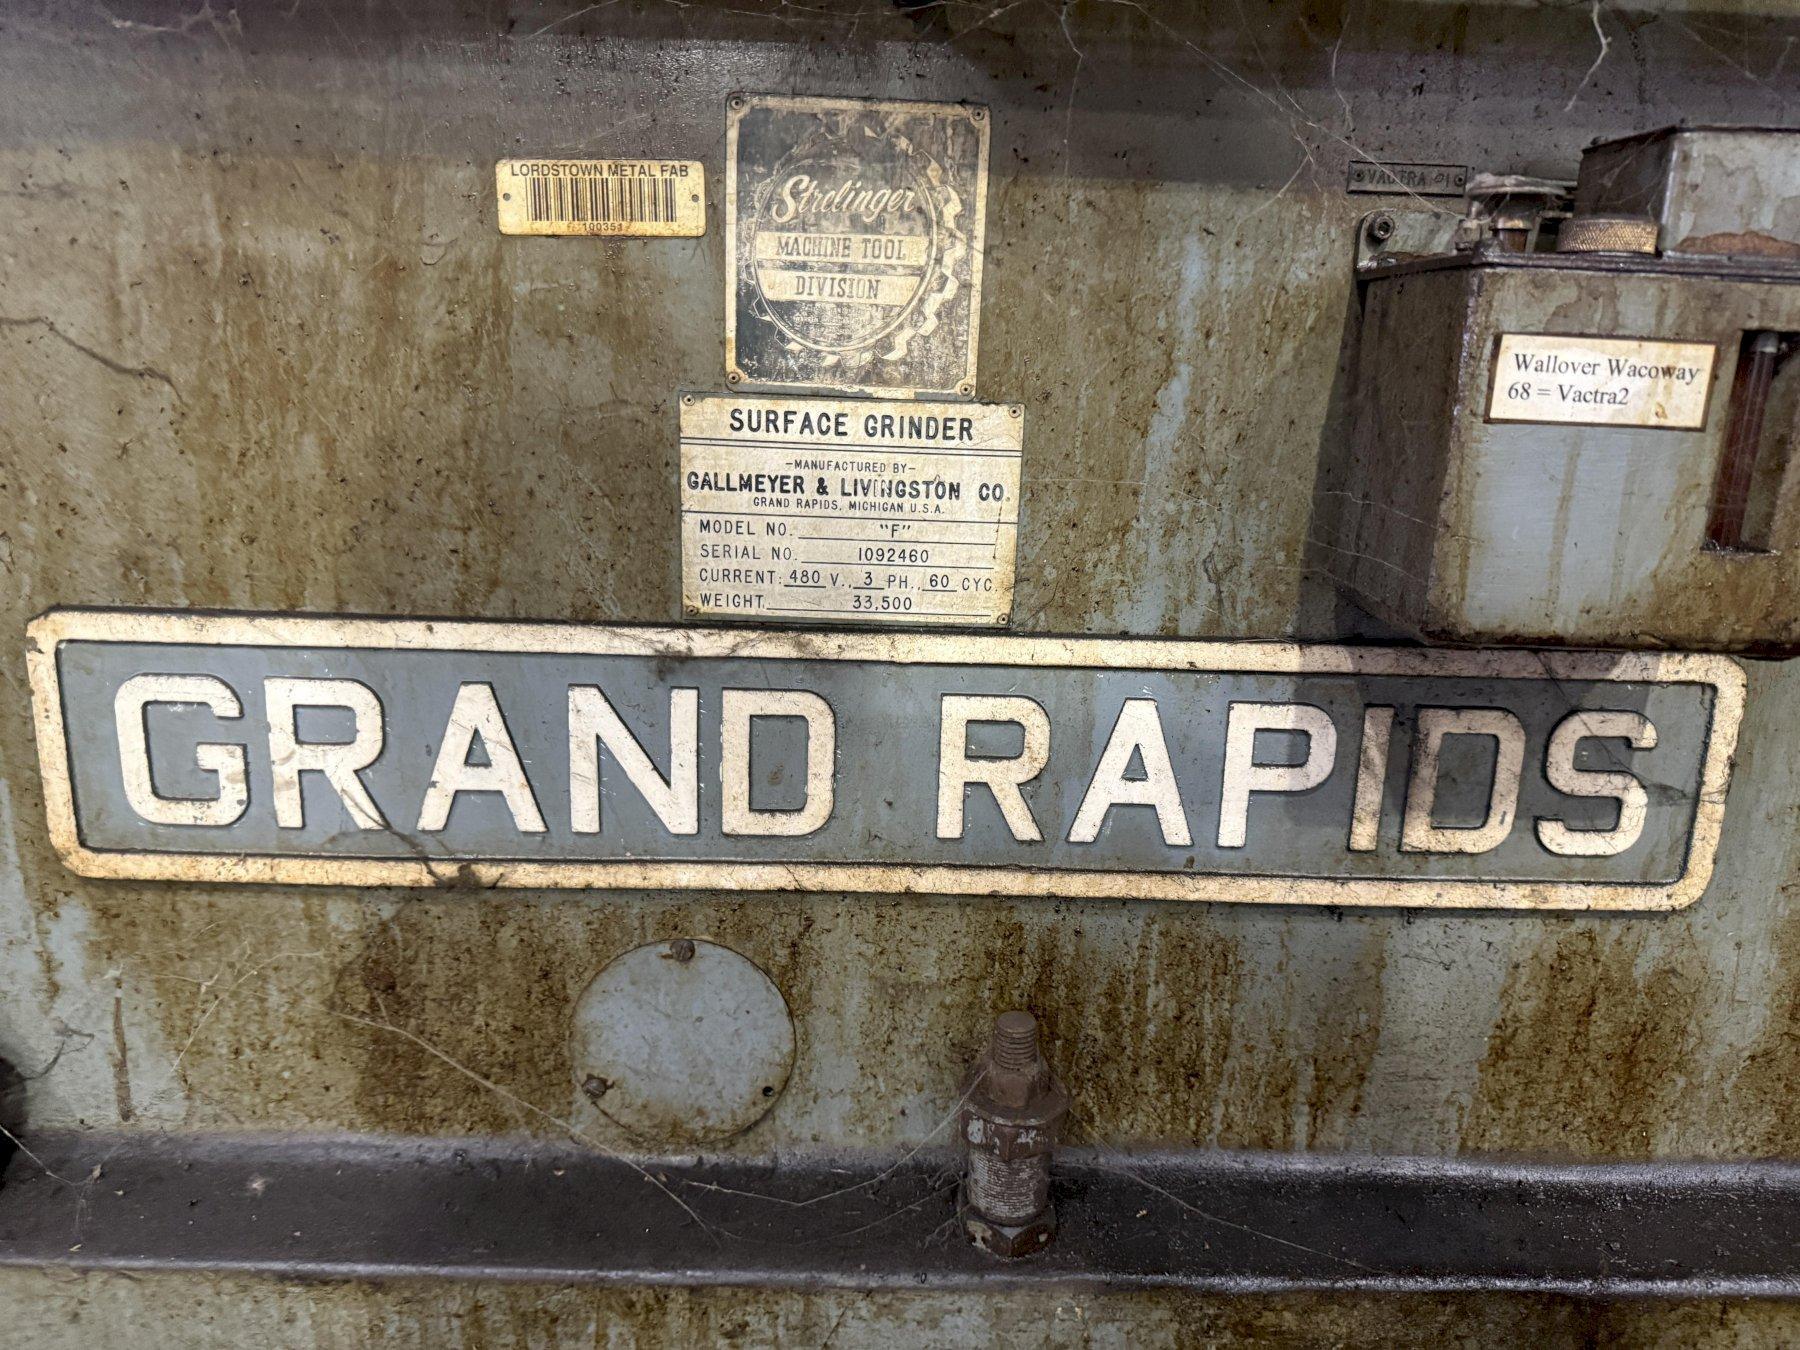 LORDSTOWN METAL FAB
Strelinger
MACHINE TOOL
DIVISION
VACTRA
Wallover Wacoway
68 = Vactra2
SURFACE GRINDER
-MANUFACTURED BY-
GALLMEYER & LIVINGSTON CO.
GRAND RAPIDS, MICHIGAN U.S.A.
MODEL NO. "F"
SERIAL NO. 1092460
CURRENT: 480 V., 3 PH., 60 CYC.
WEIGHT 33,500
GRAND RAPIDS